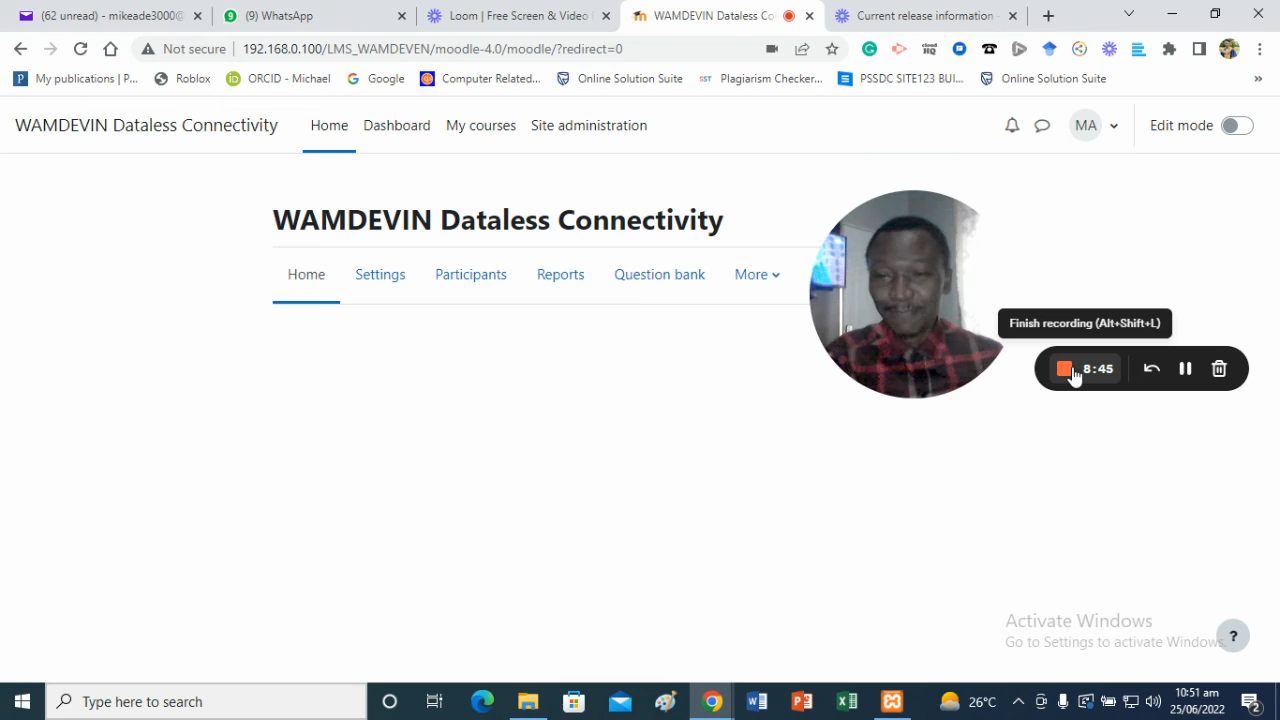 (62 unread) - mikeade3000@
(9) WhatsApp
Loom | Free Screen & Video
WAMDEVIN Dataless Co
Current release information -
Not secure
192.168.0.100/LMS_WAMDEVEN/moodle-4.0/moodle/?redirect=0
My publications | P...
Roblox
ORCID - Michael
Google
Computer Related...
Online Solution Suite
SST
Plagiarism Checker...
PSSDC SITE123 BUI...
Online Solution Suite
WAMDEVIN Dataless Connectivity
Home
Dashboard
My courses
Site administration
MA
Edit mode
WAMDEVIN Dataless Connectivity
Home
Settings
Participants
Reports
Question bank
More
Finish recording (Alt+Shift+L)
8:45
Activate Windows
Go to Settings to activate Windows.
?
Type here to search
26°C
10:51 am
25/06/2022
2